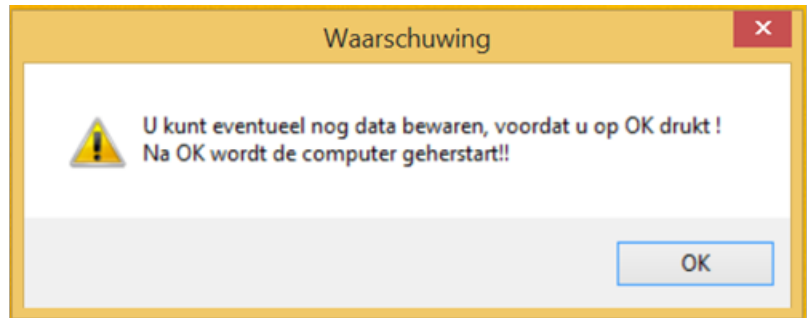 Waarschuwing
U kunt eventueel nog data bewaren, voordat u op OK drukt !
Na OK wordt de computer geherstart!!
OK